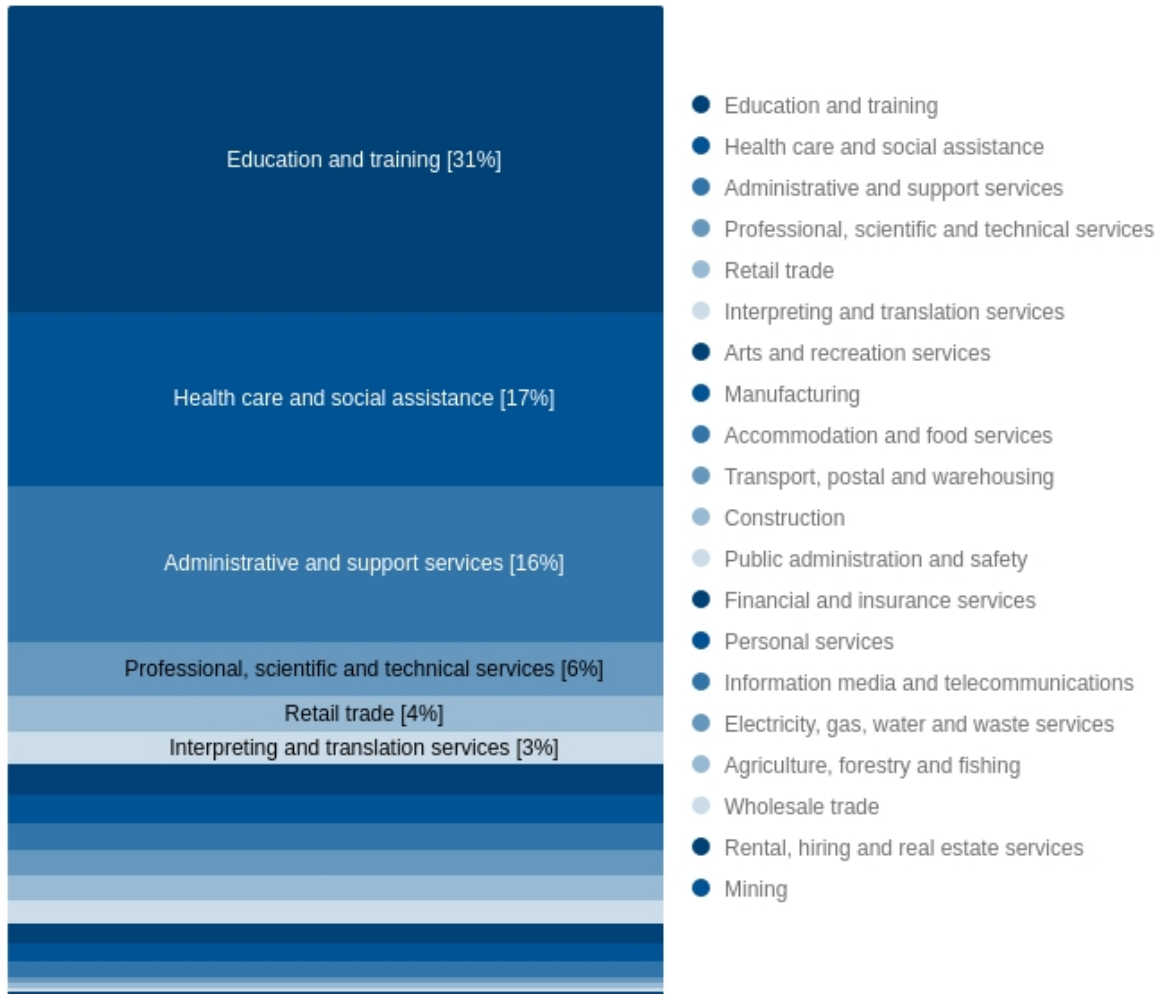 Education and training [31%]
Health care and social assistance [17%]
Administrative and support services [16%]
Professional, scientific and technical services [6%]
Retail trade [4%]
Interpreting and translation services [3%]
Education and training
Health care and social assistance
Administrative and support services
Professional, scientific and technical services
Retail trade
Interpreting and translation services
Arts and recreation services
Manufacturing
Accommodation and food services
Transport, postal and warehousing
Construction
Public administration and safety
Financial and insurance services
Personal services
Information media and telecommunications
Electricity, gas, water and waste services
Agriculture, forestry and fishing
Wholesale trade
Rental, hiring and real estate services
Mining